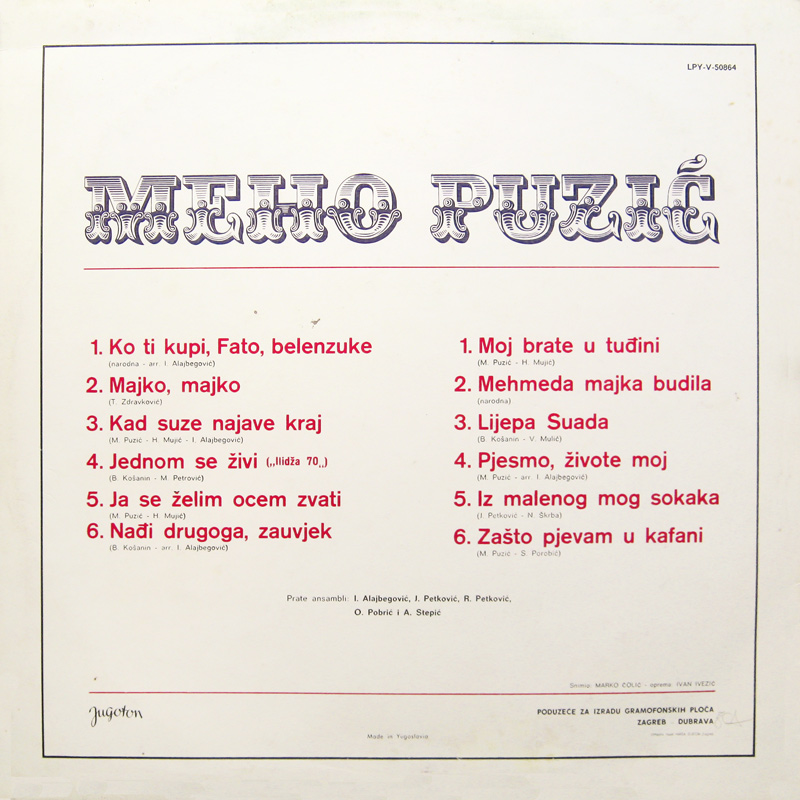 LPY-V-50864
MEHO PUZIĆ
1. Ko ti kupi, Fato, belenzuke
(narodna - arr. I. Alajbegović)
2. Majko, majko
(T. Zdravković)
3. Kad suze najave kraj
(M. Puzić - H. Mujić - I. Alajbegović)
4. Jednom se živi („Ilidža 70„)
(B. Košanin - M. Petrović)
5. Ja se želim ocem zvati
(M. Puzić - H. Mujić)
6. Nađi drugoga, zauvjek
(B. Košanin - arr. I. Alajbegović)
1. Moj brate u tuđini
(M. Puzić - H. Mujić)
2. Mehmeda majka budila
(narodna)
3. Lijepa Suada
(B. Košanin - V. Mulić)
4. Pjesmo, živote moj
(M. Puzić - arr. I. Alajbegović)
5. Iz malenog mog sokaka
(J. Petković - N. Škrba)
6. Zašto pjevam u kafani
(M. Puzić - S. Porobić)
Prate ansambli: I. Alajbegović, J. Petković, R. Petković,
O. Pobrić i A. Stepić
Snimio: MARKO ČOLIĆ - oprema: IVAN IVEZIĆ
Jugoton
PODUZEĆE ZA IZRADU GRAMOFONSKIH PLOČA
ZAGREB - DUBRAVA
Made in Yugoslavia